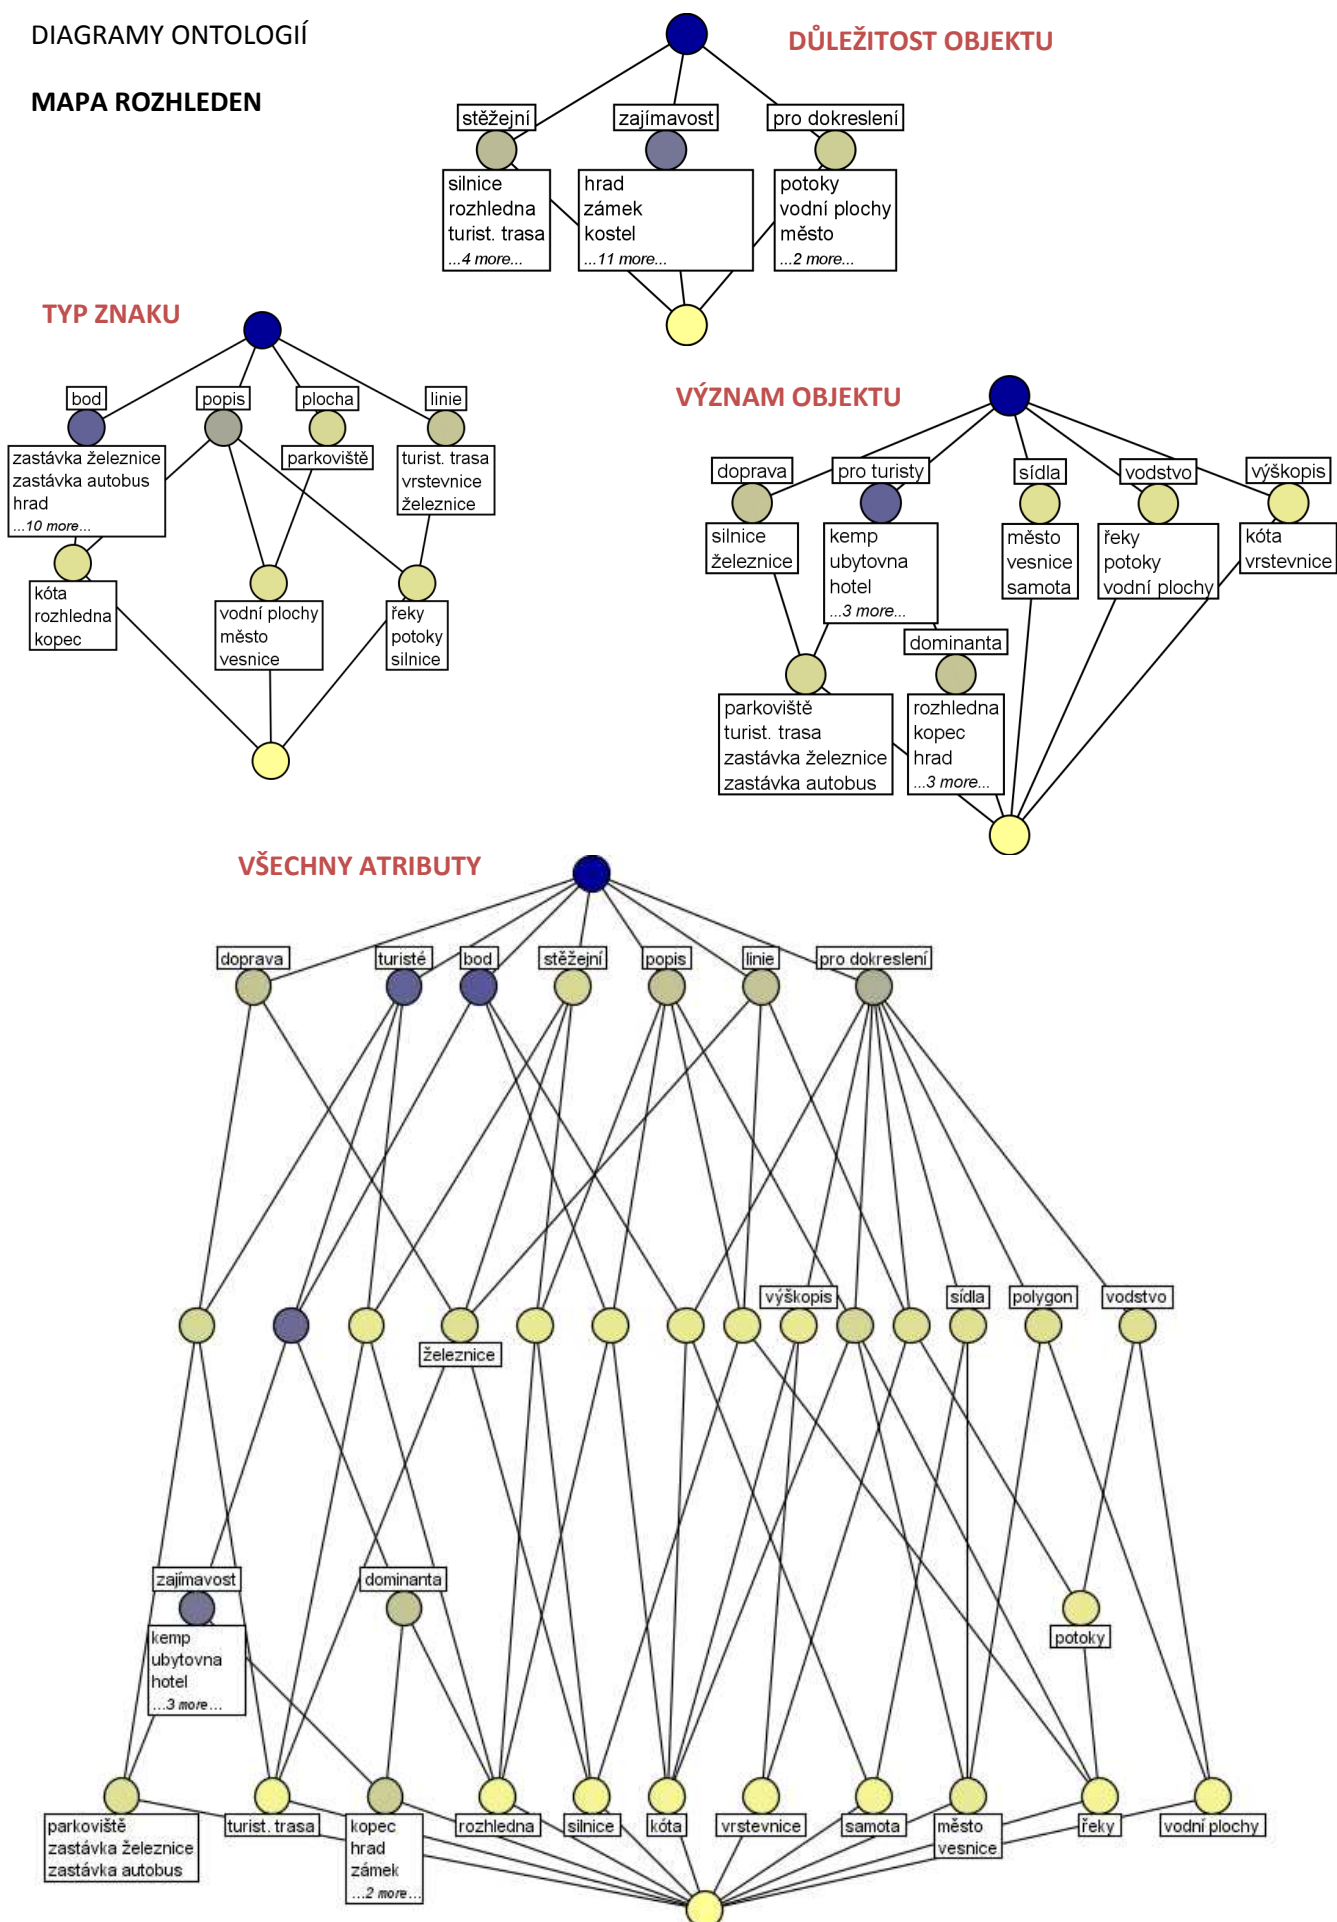 DIAGRAMY ONTOLOGIÍ
DŮLEŽITOST OBJEKTU
MAPA ROZHLEDEN
stěžejní
zajímavost
pro dokreslení
silnice
rozhledna
turist. trasa
...4 more...
hrad
zámek
kostel
...11 more...
potoky
vodní plochy
město
...2 more...
TYP ZNAKU
bod
popis
plocha
linie
zastávka železnice
zastávka autobus
hrad
...10 more...
parkoviště
turist. trasa
vrstevnice
železnice
kóta
rozhledna
kopec
vodní plochy
město
vesnice
řeky
potoky
silnice
VÝZNAM OBJEKTU
doprava
pro turisty
sídla
vodstvo
výškopis
silnice
železnice
kemp
ubytovna
hotel
...3 more...
město
vesnice
samota
řeky
potoky
vodní plochy
kóta
vrstevnice
dominanta
parkoviště
turist. trasa
zastávka železnice
zastávka autobus
rozhledna
kopec
hrad
...3 more...
VŠECHNY ATRIBUTY
doprava
turisté
bod
stěžejní
popis
linie
pro dokreslení
výškopis
sídla
polygon
vodstvo
železnice
zajímavost
dominanta
kemp
ubytovna
hotel
...3 more...
potoky
parkoviště
zastávka železnice
zastávka autobus
turist. trasa
kopec
hrad
zámek
...2 more...
rozhledna
silnice
kóta
vrstevnice
samota
město
vesnice
řeky
vodní plochy